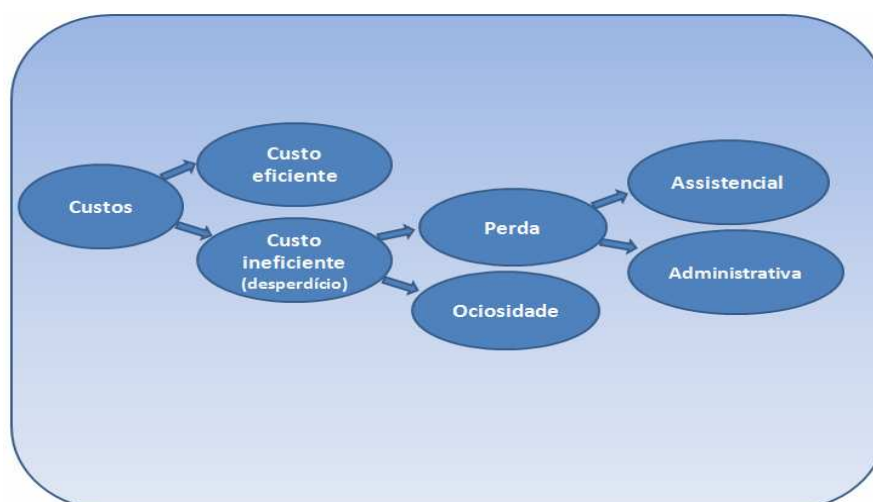 Custos
Custo
eficiente
Custo
ineficiente
(desperdício)
Perda
Ociosidade
Assistencial
Administrativa